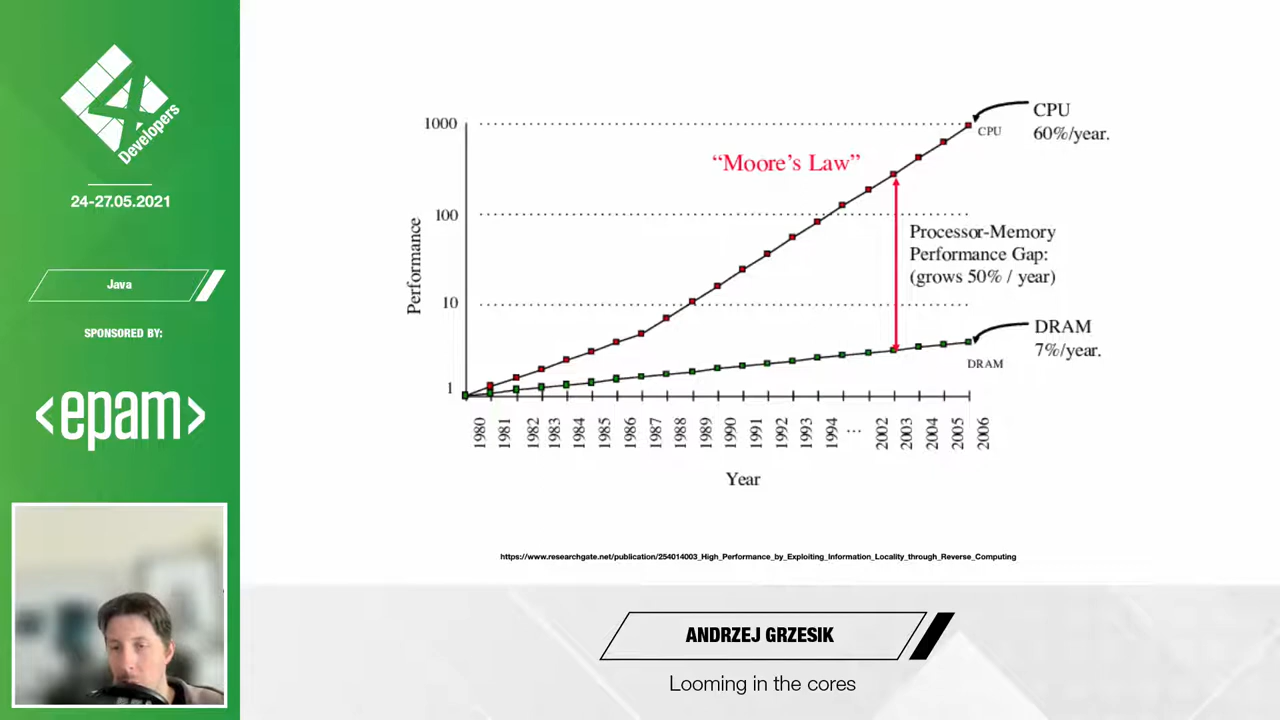 4
Developers
24-27.05.2021
Java
SPONSORED BY:
<epam>
1000
100
10
1
Performance
"Moore's Law"
CPU
CPU
60%/year.
Processor-Memory
Performance Gap:
(grows 50% / year)
DRAM
7%/year.
DRAM
1980 1981 1982 1983 1984 1985 1986 1987 1988 1989 1990 1991 1992 1993 1994 ... 2002 2003 2004 2005 2006
Year
https://www.researchgate.net/publication/254014003_High_Performance_by_Exploiting_Information_Locality_through_Reverse_Computing
ANDRZEJ GRZESIK
Looming in the cores